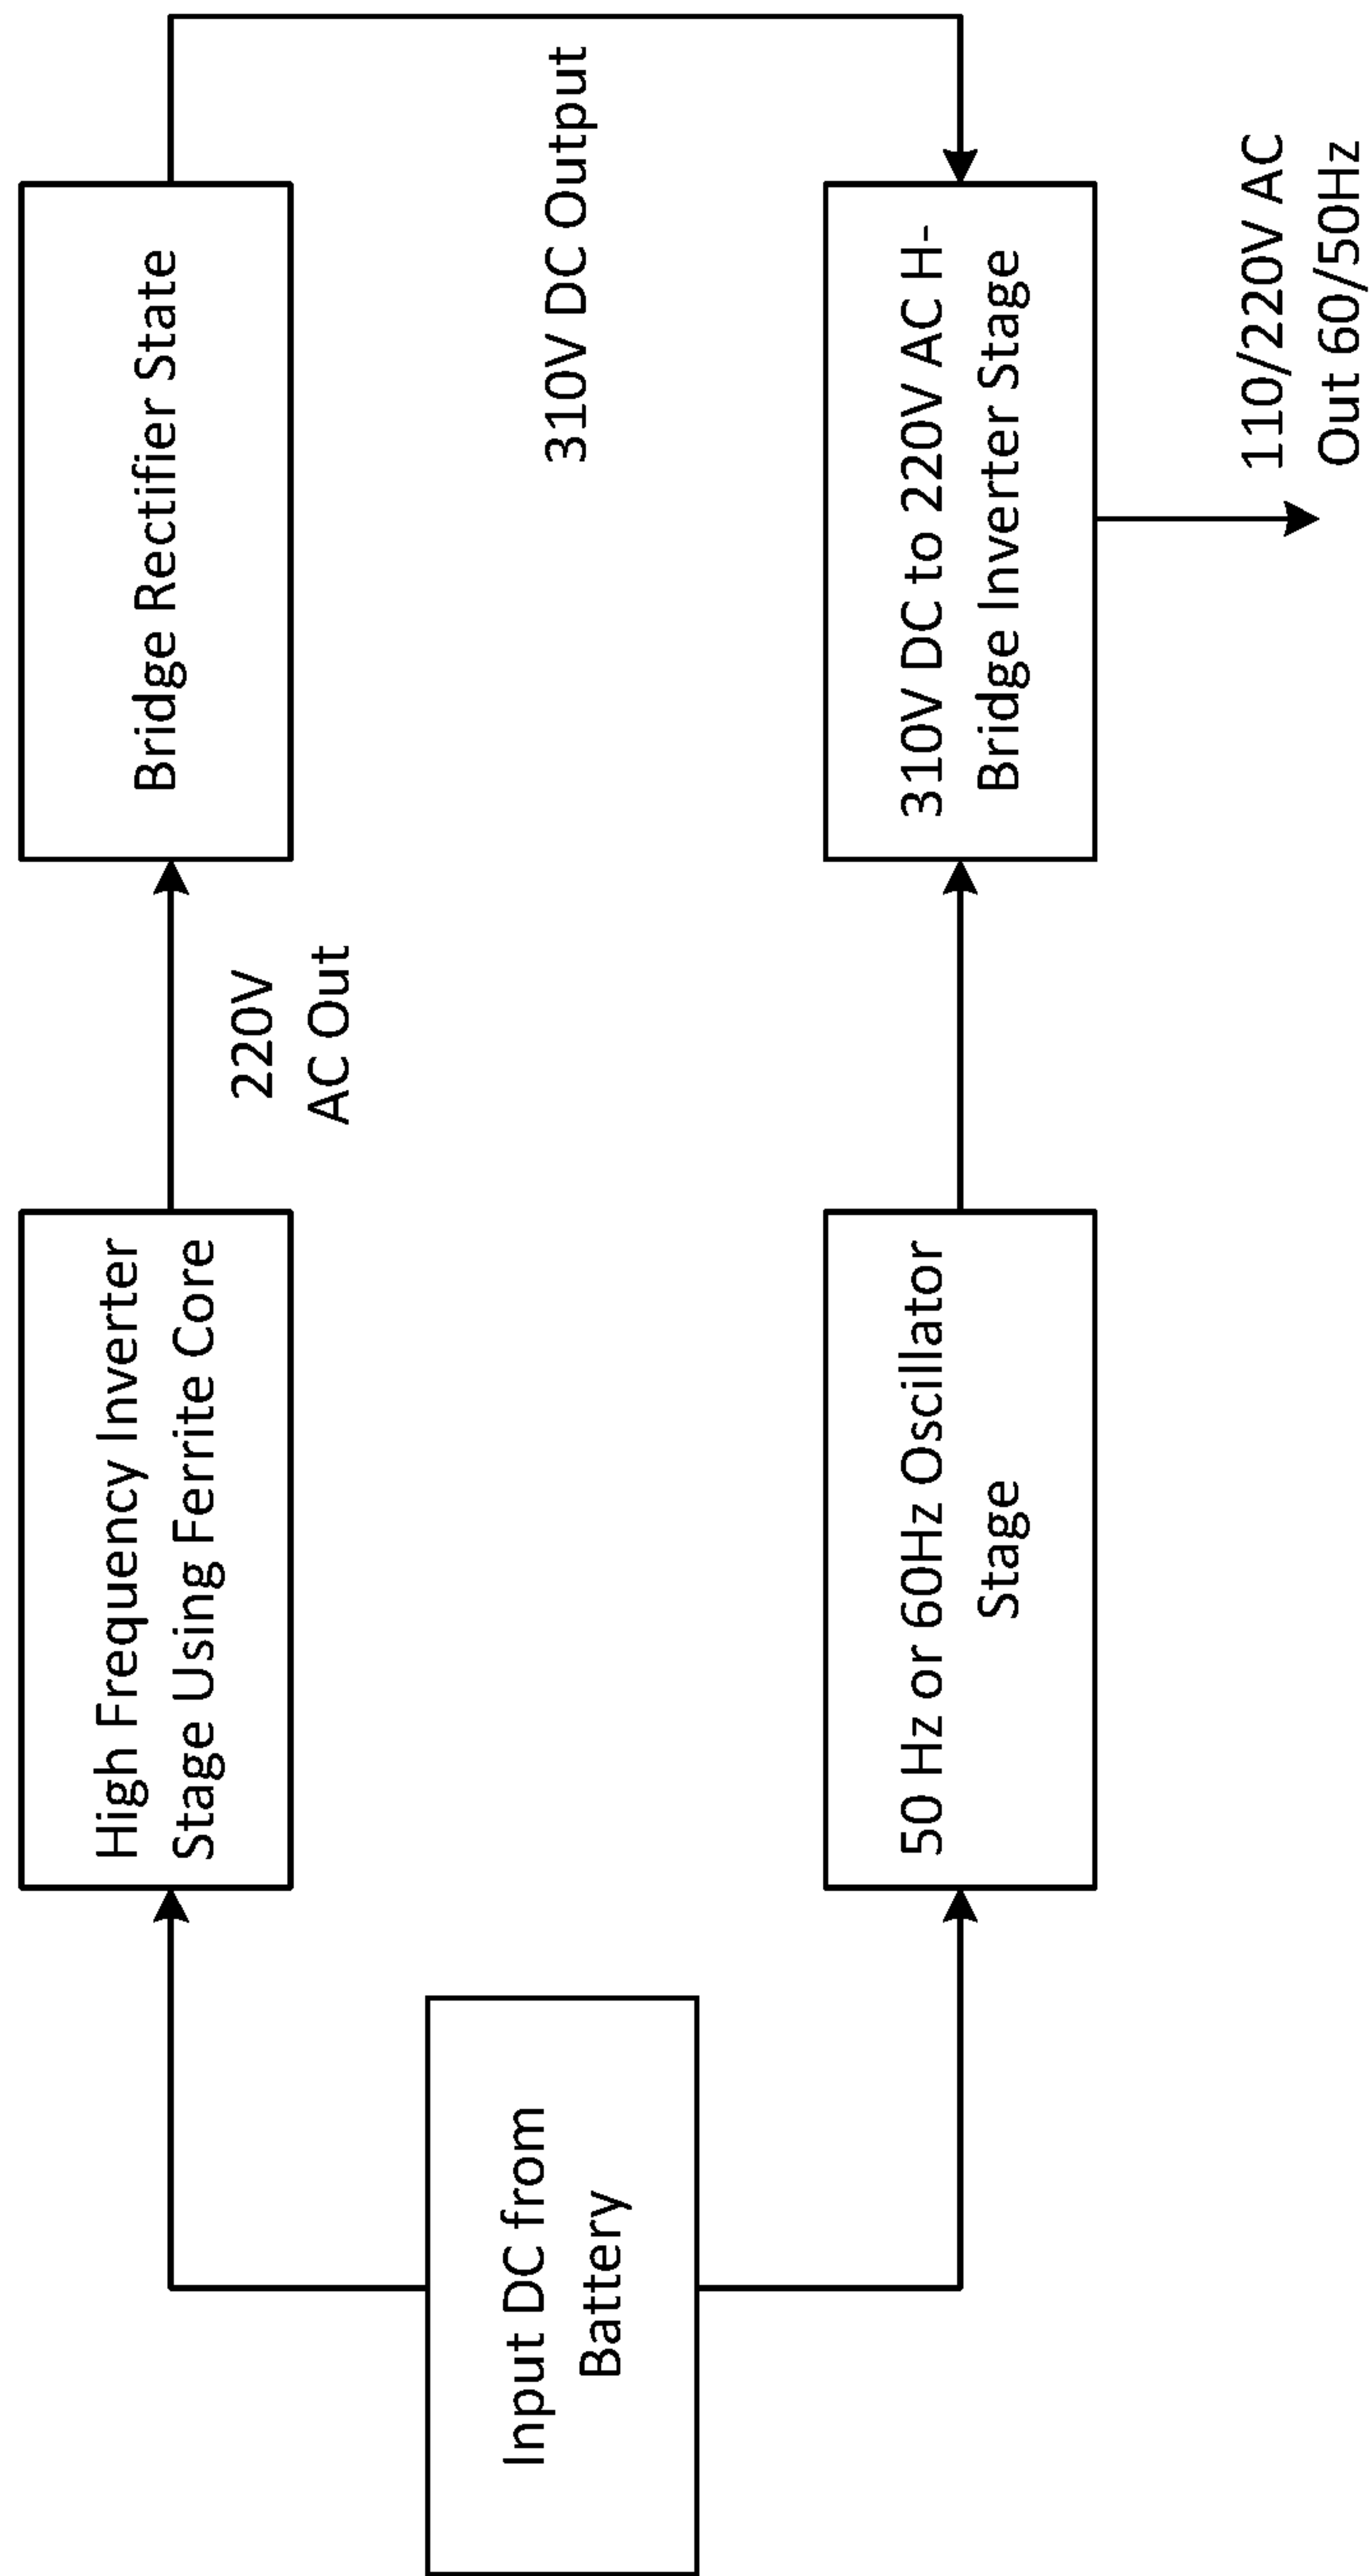 High Frequency Inverter
Stage Using Ferrite Core
220V
AC Out
Bridge Rectifier State
310V DC Output
Input DC from
Battery
50 Hz or 60Hz Oscillator
Stage
310V DC to 220V AC H-
Bridge Inverter Stage
110/220V AC
Out 60/50Hz